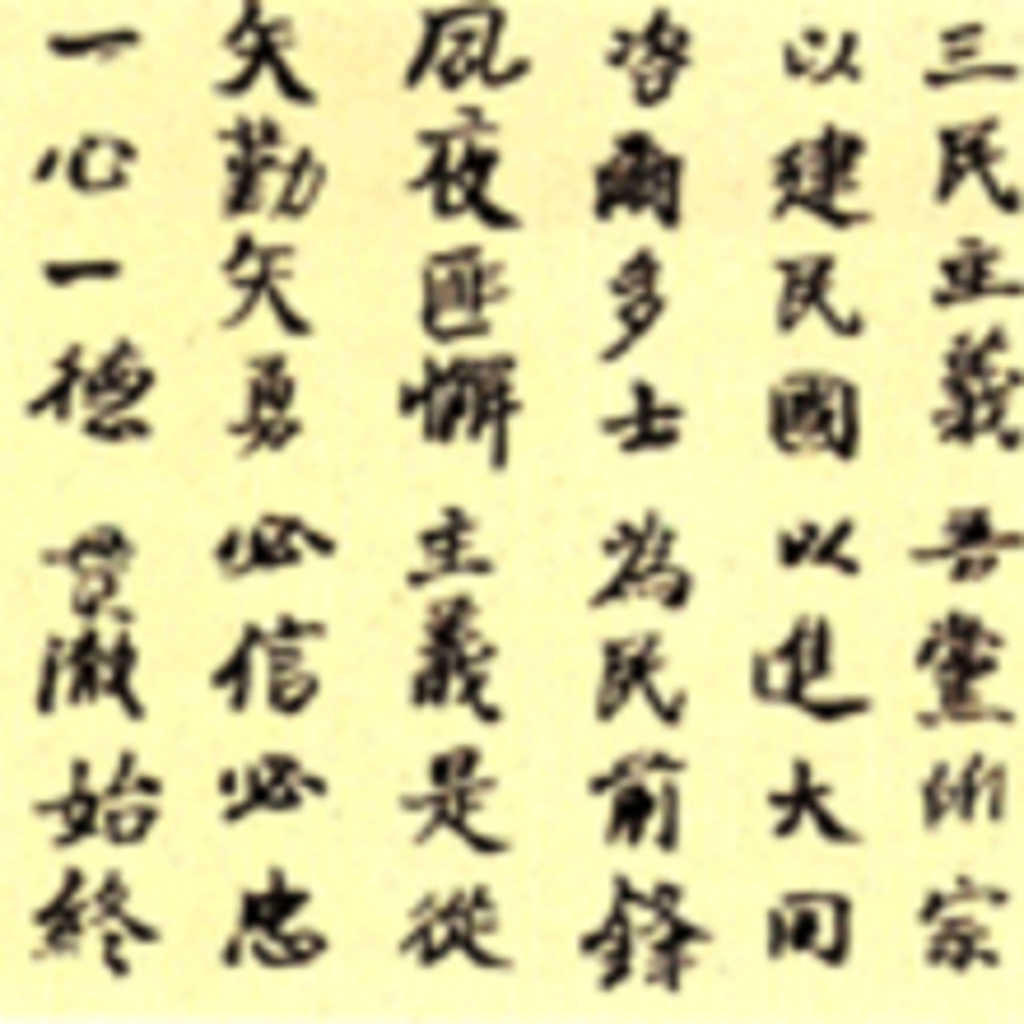 三民主義吾黨所宗
以建民國以進大同
咨爾多士為民前鋒
夙夜匪懈主義是從
矢勤矢勇必信必忠
一心一德貫澈始終